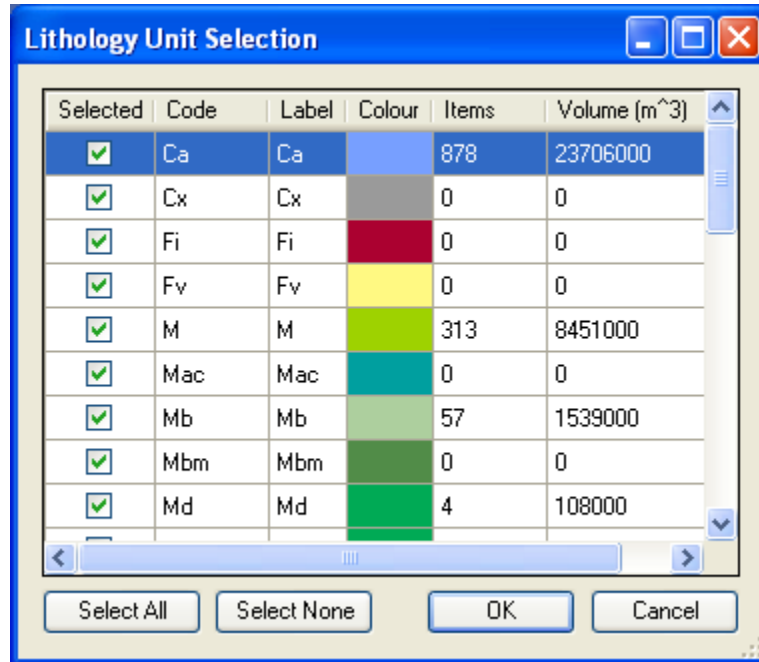 Lithology Unit Selection
Selected Code Label Colour Items Volume (m^3)
Ca Ca 878 23706000
Cx Cx 0 0
Fi Fi 0 0
Fv Fv 0 0
M M 313 8451000
Mac Mac 0 0
Mb Mb 57 1539000
Mbm Mbm 0 0
Md Md 4 108000
Select All Select None OK Cancel